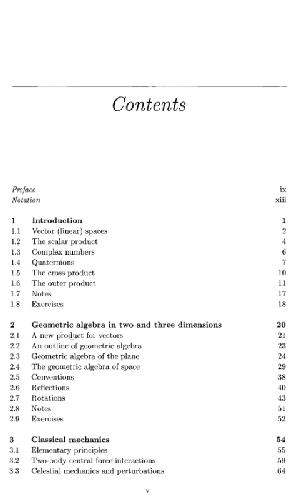 Contents
Preface ix
Notation xiii
1 Introduction 1
1.1 Vector (linear) spaces 2
1.2 The scalar product 4
1.3 Complex numbers 6
1.4 Quaternions 7
1.5 The cross product 10
1.6 The outer product 11
1.7 Notes 17
1.8 Exercises 18
2 Geometric algebra in two and three dimensions 20
2.1 A new product for vectors 21
2.2 An outline of geometric algebra 23
2.3 Geometric algebra of the plane 24
2.4 The geometric algebra of space 29
2.5 Conventions 38
2.6 Reflections 40
2.7 Rotations 43
2.8 Notes 51
2.9 Exercises 52
3 Classical mechanics 54
3.1 Elementary principles 55
3.2 Two-body central force interactions 59
3.3 Celestial mechanics and perturbations 64
v